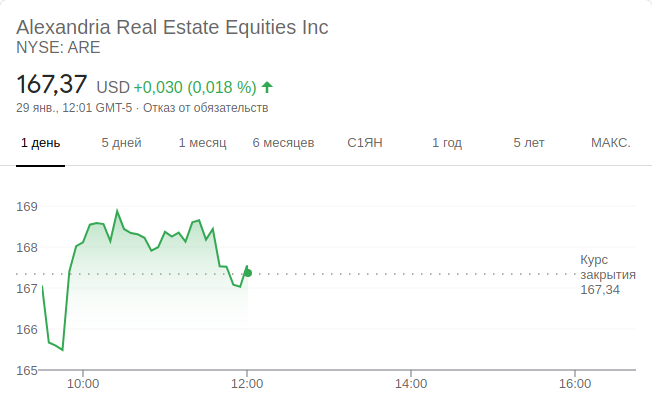 Alexandria Real Estate Equities Inc
NYSE: ARE
167,37 USD +0,030 (0,018 %)
29 янв., 12:01 GMT-5 · Отказ от обязательств
1 день 5 дней 1 месяц 6 месяцев С1ЯН 1 год 5 лет МАКС.
169
168
Курс
закрытия
167,34
167
166
165
10:00 12:00 14:00 16:00